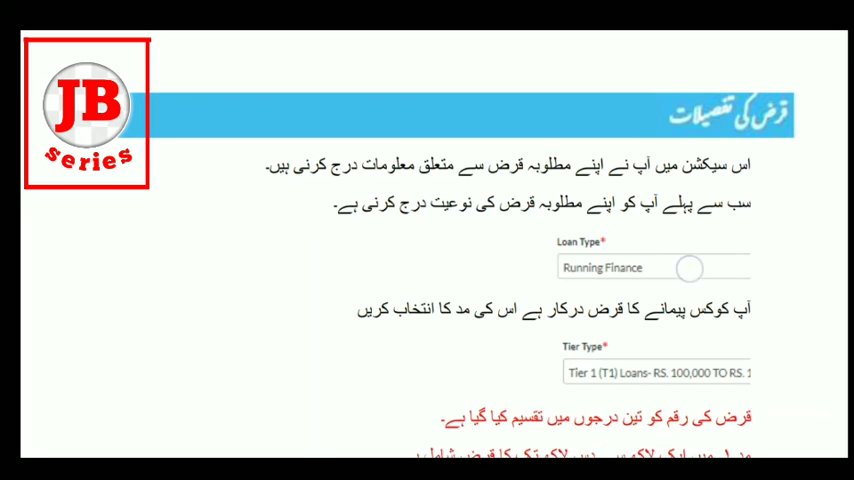 JB
series
قرض کی تفصیلات
اس سیکشن میں آپ نے اپنے مطلوبہ قرض سے متعلق معلومات درج کرنی ہیں۔
سب سے پہلے آپ کو اپنے مطلوبہ قرض کی نوعیت درج کرنی ہے۔
Loan Type*
Running Finance
آپ کوکس پیمانے کا قرض درکار ہے اس کی مد کا انتخاب کریں
Tier Type*
Tier 1 (T1) Loans- RS. 100,000 TO RS. 1
قرض کی رقم کو تین درجوں میں تقسیم کیا گیا ہے۔